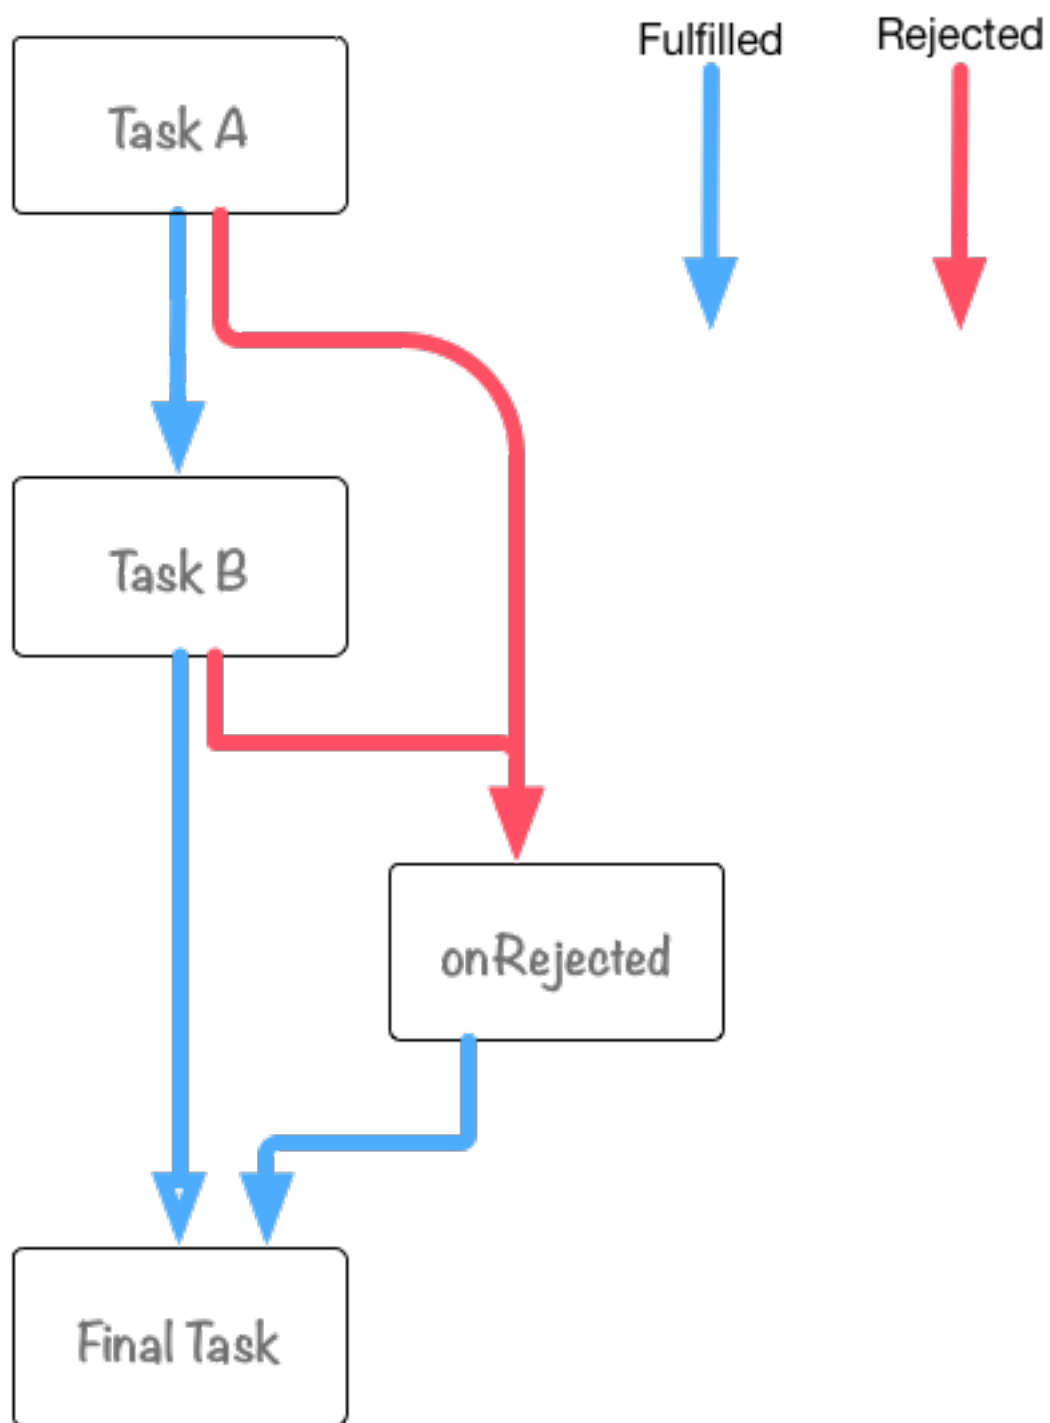 Fulfilled
Rejected
Task A
Task B
onRejected
Final Task